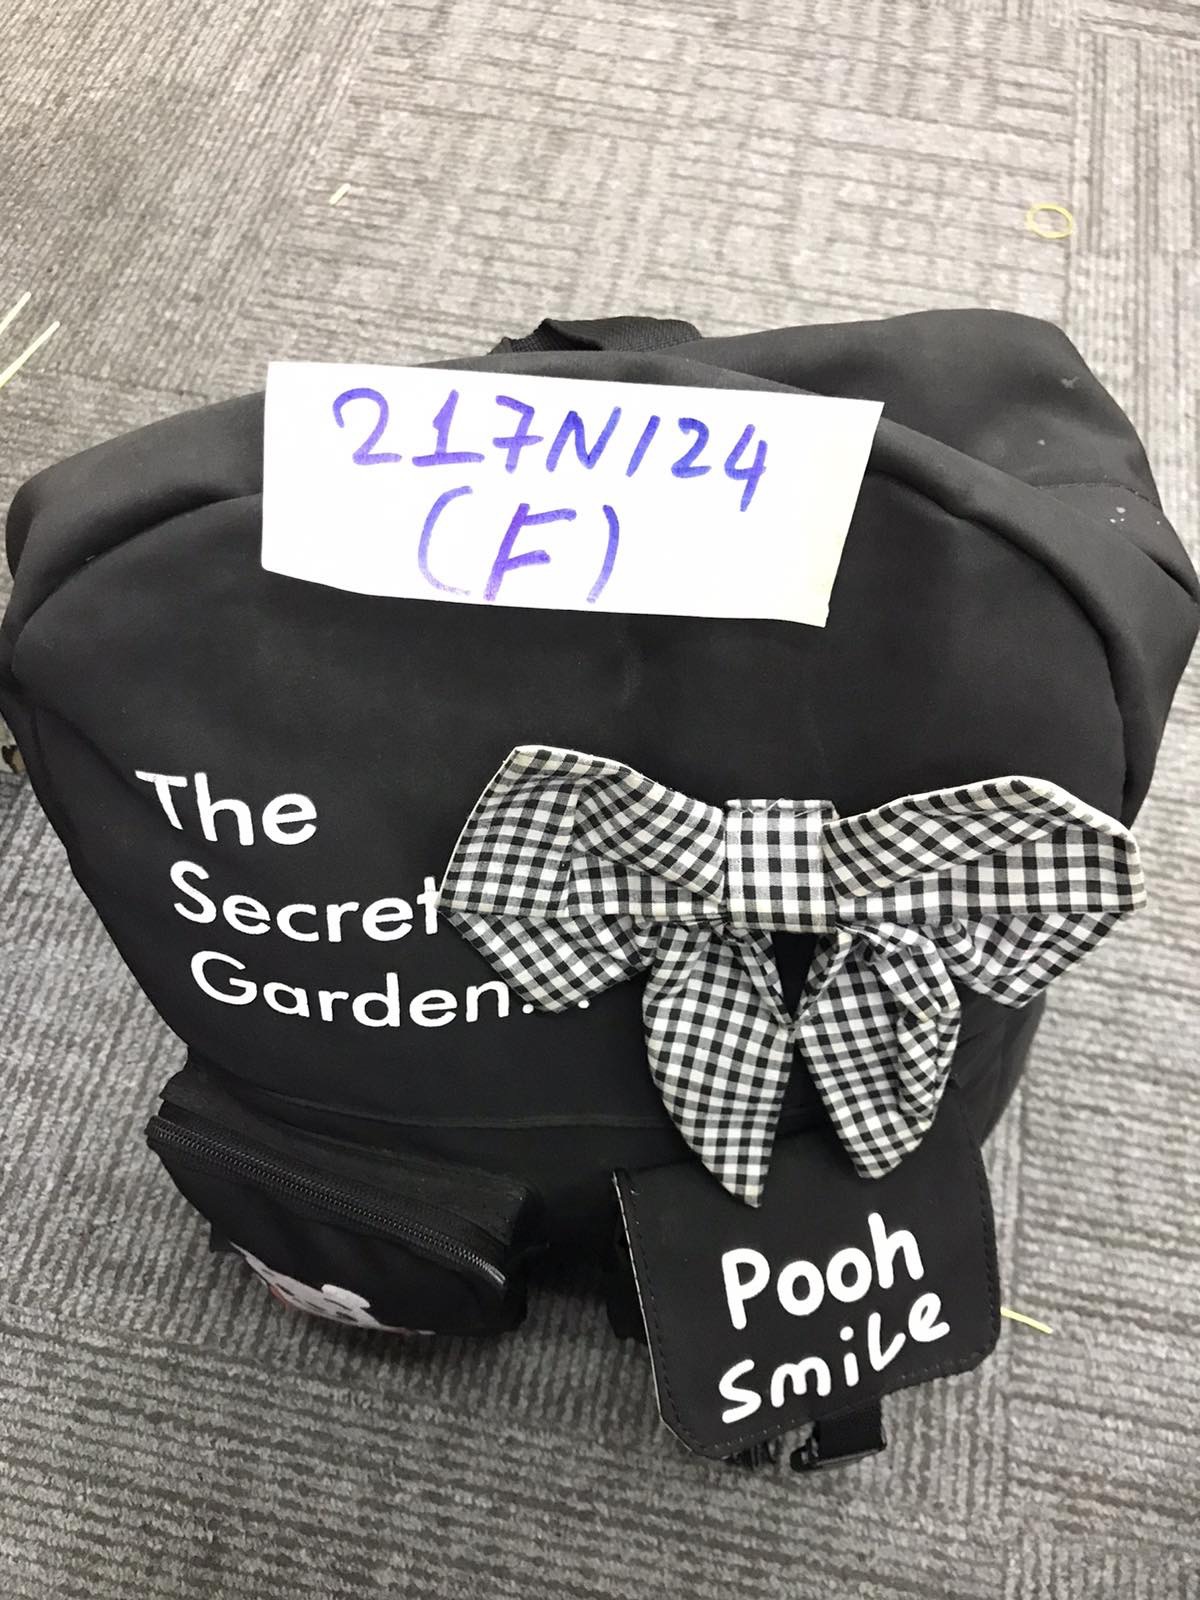 217N124
(F)
The
Secret
Garden...
Pooh
smile